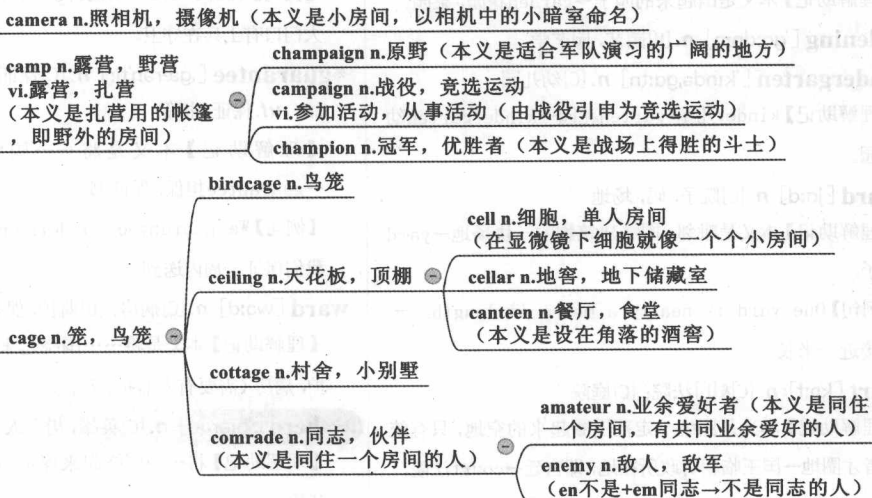 camera n.照相机，摄像机（本义是小房间，以相机中的小暗室命名）
camp n.露营，野营
vi.露营，扎营
（本义是扎营用的帐篷
，即野外的房间）
champaign n.原野（本义是适合军队演习的广阔的地方）
campaign n.战役，竞选运动
vi.参加活动，从事活动（由战役引申为竞选运动）
champion n.冠军，优胜者（本义是战场上得胜的斗士）
cage n.笼，鸟笼
birdcage n.鸟笼
ceiling n.天花板，顶棚
cell n.细胞，单人房间
（在显微镜下细胞就像一个个小房间）
cellar n.地窖，地下储藏室
canteen n.餐厅，食堂
（本义是设在角落的酒窖）
cottage n.村舍，小别墅
comrade n.同志，伙伴
（本义是同住一个房间的人）
amateur n.业余爱好者（本义是同住
一个房间、有共同业余爱好的人）
enemy n.敌人，敌军
（en不是+em同志→不是同志的人）